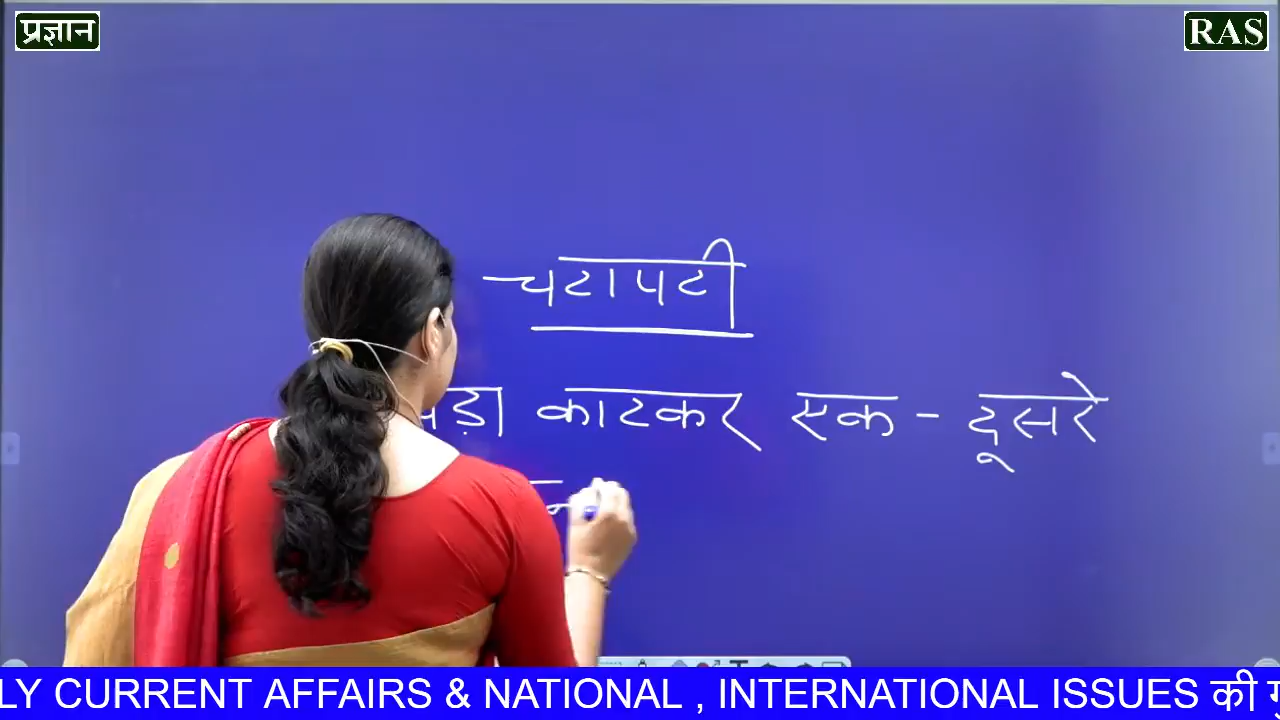 प्रज्ञान
RAS
चटापटी
काटकर एक - दूसरे
LY CURRENT AFFAIRS & NATIONAL , INTERNATIONAL ISSUES की